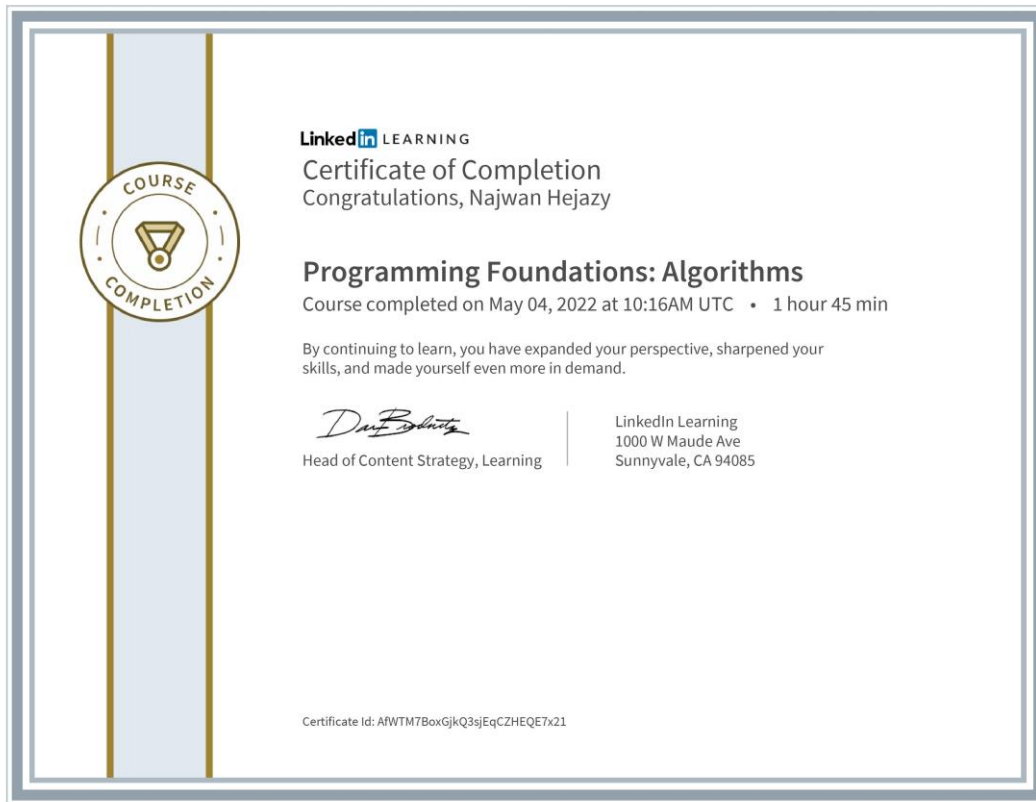 COURSE
COMPLETION
Linked in LEARNING
Certificate of Completion
Congratulations, Najwan Hejazy
Programming Foundations: Algorithms
Course completed on May 04, 2022 at 10:16AM UTC • 1 hour 45 min
By continuing to learn, you have expanded your perspective, sharpened your
skills, and made yourself even more in demand.
Head of Content Strategy, Learning
LinkedIn Learning
1000 W Maude Ave
Sunnyvale, CA 94085
Certificate Id: AfWTM7BoxGjkQ3sjEqCZHEQE7x21